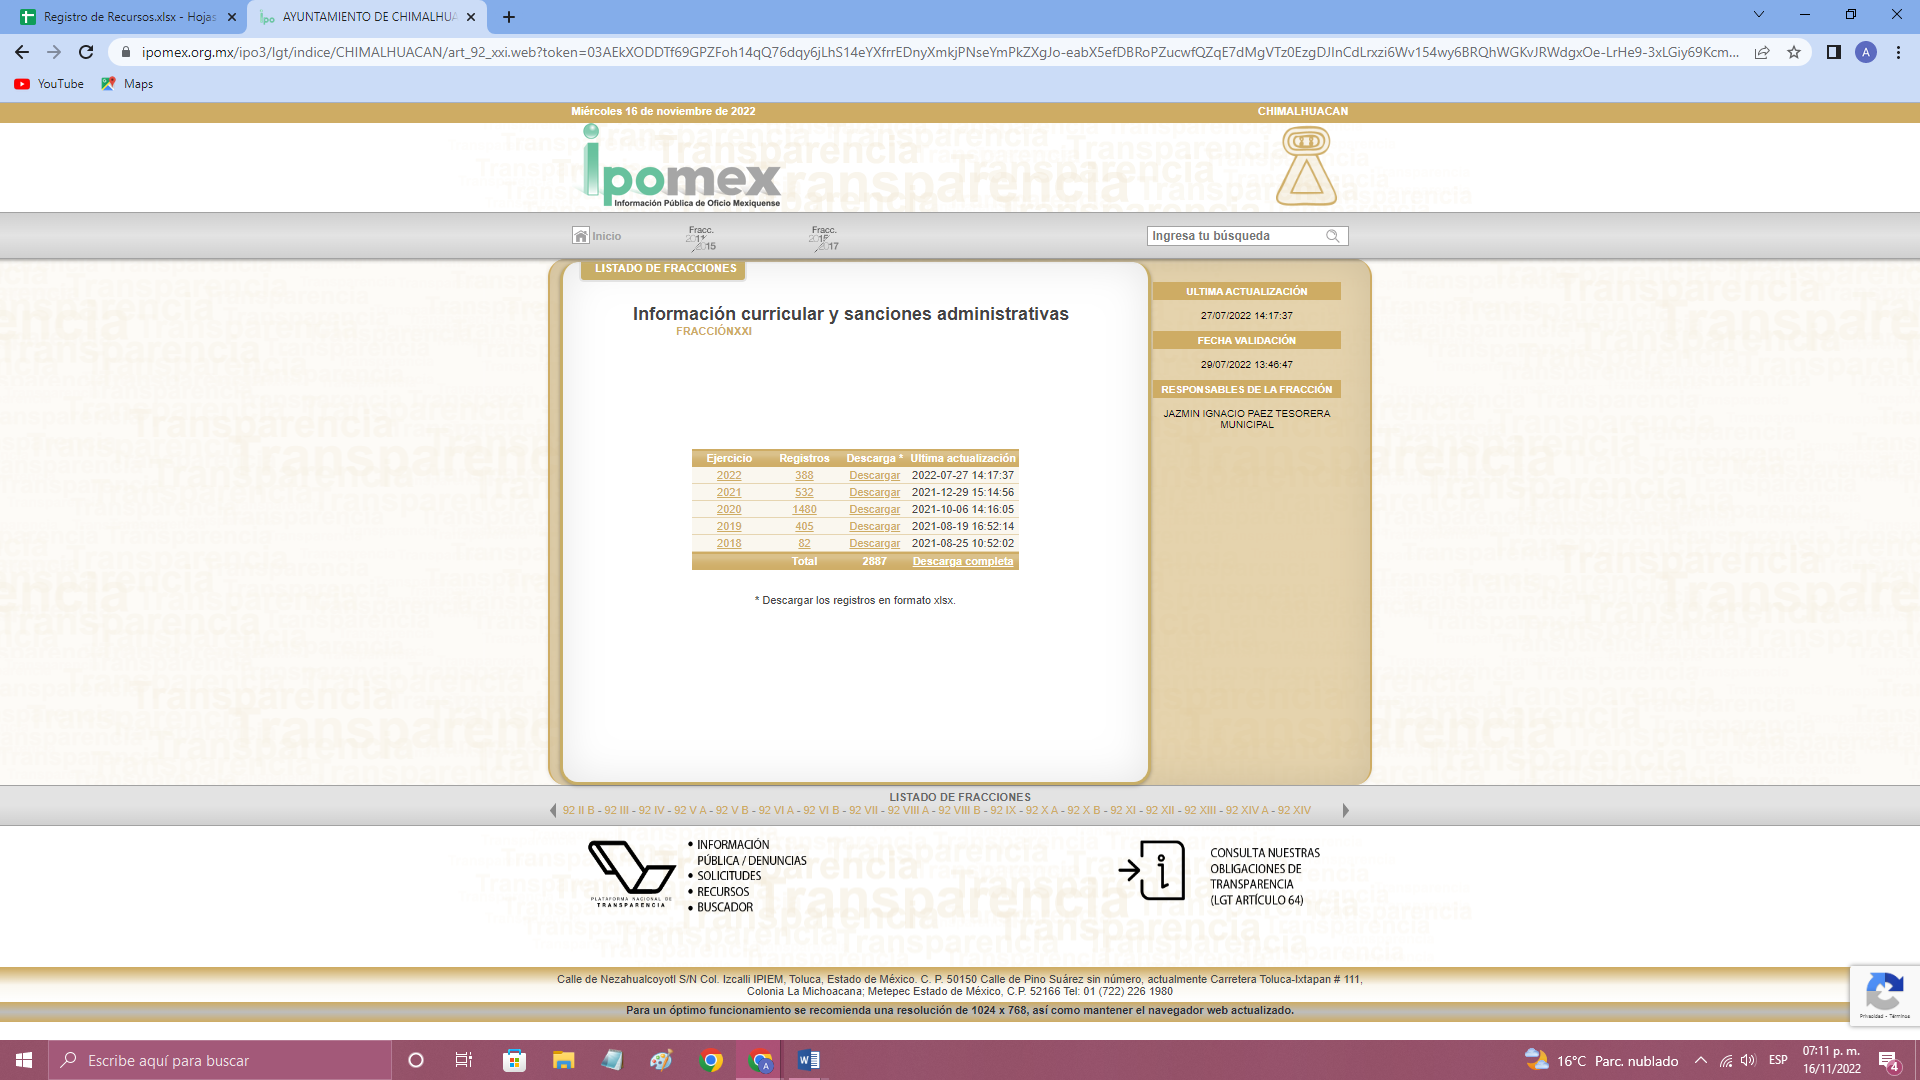 Registro de Recursos.xlsx - Hojas
AYUNTAMIENTO DE CHIMALHUA
ipomex.org.mx/ipo3/lgt/indice/CHIMALHUACAN/art_92_xxi.web?token=03AEkXODDTf69GPZFoh14qQ76dqy6jLhS14eYXfrrEDnyXmkjPNseYmPkZXgJo-eabX5efDBRoPZucwfQZqE7dMgVTz0EzgDJInCdLrxzi6Wv154wy6BRQhWGKvJRWdgxOe-LrHe9-3xLGiy69Kcm...
A
YouTube
Maps
Miércoles 16 de noviembre de 2022
CHIMALHUACAN
ipomex
Información Pública de Oficio Mexiquense
Inicio
Fracc.
2015
Fracc.
2017
Ingresa tu búsqueda
LISTADO DE FRACCIONES
Información curricular y sanciones administrativas
FRACCIÓNXXI
Ejercicio Registros Descarga * Ultima actualización
2022 388 Descargar 2022-07-27 14:17:37
2021 532 Descargar 2021-12-29 15:14:56
2020 1480 Descargar 2021-10-06 14:16:05
2019 405 Descargar 2021-08-19 16:52:14
2018 82 Descargar 2021-08-25 10:52:02
Total 2887 Descarga completa
* Descargar los registros en formato xlsx.
ULTIMA ACTUALIZACIÓN
27/07/2022 14:17:37
FECHA VALIDACIÓN
29/07/2022 13:46:47
RESPONSABLES DE LA FRACCIÓN
JAZMIN IGNACIO PAEZ TESORERA
MUNICIPAL
LISTADO DE FRACCIONES
92 II B - 92 III - 92 IV - 92 V A - 92 V B - 92 VI A - 92 VI B - 92 VII - 92 VIII A - 92 VIII B - 92 IX - 92 X A - 92 X B - 92 XI - 92 XII - 92 XIII - 92 XIV A - 92 XIV
PLATAFORMA NACIONAL DE
TRANSPARENCIA
• INFORMACIÓN
PÚBLICA / DENUNCIAS
• SOLICITUDES
• RECURSOS
• BUSCADOR
CONSULTA NUESTRAS
OBLIGACIONES DE
TRANSPARENCIA
(LGT ARTÍCULO 64)
Calle de Nezahualcoyotl S/N Col. Izcalli IPIEM, Toluca, Estado de México. C. P. 50150 Calle de Pino Suárez sin número, actualmente Carretera Toluca-Ixtapan # 111,
Colonia La Michoacana; Metepec Estado de México, C.P. 52166 Tel: 01 (722) 226 1980
Para un óptimo funcionamiento se recomienda una resolución de 1024 x 768, así como mantener el navegador web actualizado.
Privacidad - Términos
Escribe aquí para buscar
16°C Parc. nublado
ESP
07:11 p. m.
16/11/2022
4